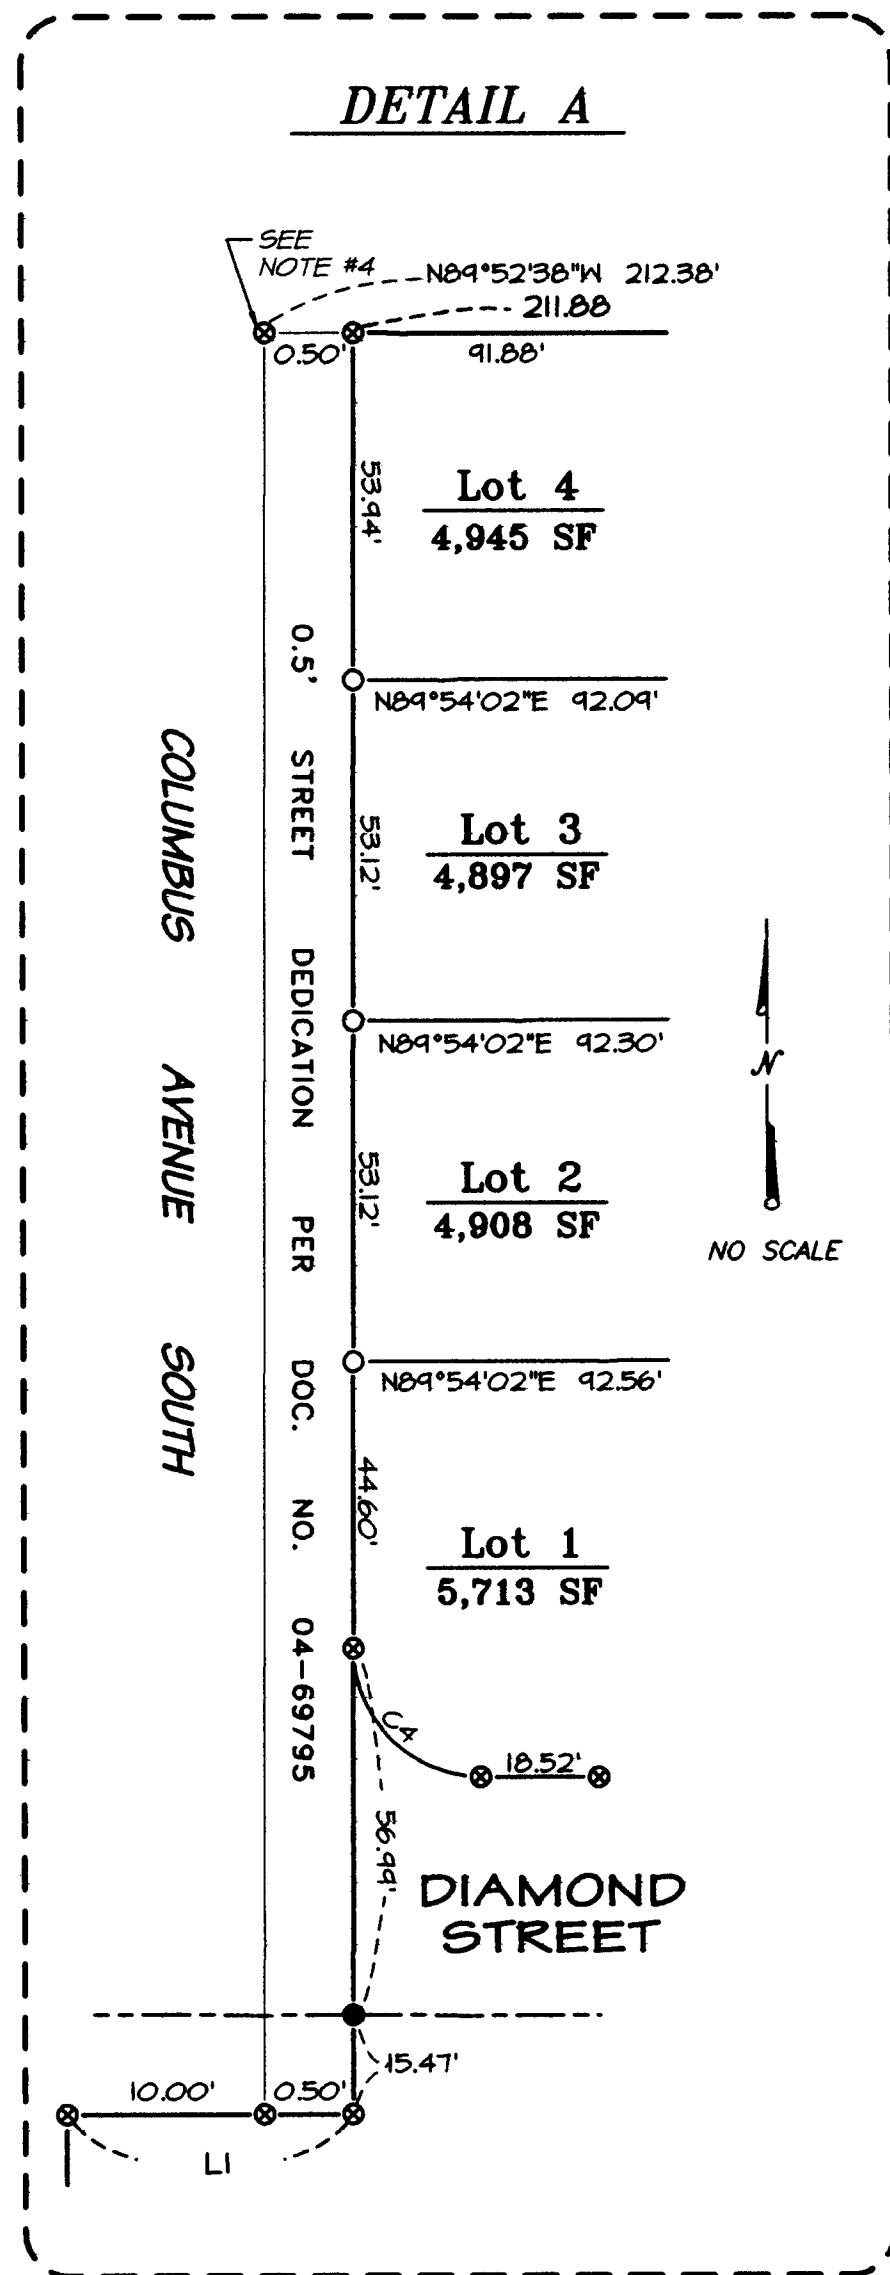 DETAIL A
SEE
NOTE #4
N89°52'38"W 212.38'
211.88
0.50'
91.88'
53.94'
Lot 4
4,945 SF
N89°54'02"E 92.09'
53.12'
Lot 3
4,897 SF
N89°54'02"E 92.30'
53.12'
Lot 2
4,908 SF
N89°54'02"E 92.56'
44.60'
Lot 1
5,713 SF
0.5' STREET DEDICATION PER DOC. NO. 04-69795
COLUMBUS AVENUE SOUTH
N
NO SCALE
C4
18.52'
56.99'
DIAMOND
STREET
15.47'
10.00'
0.50'
L1